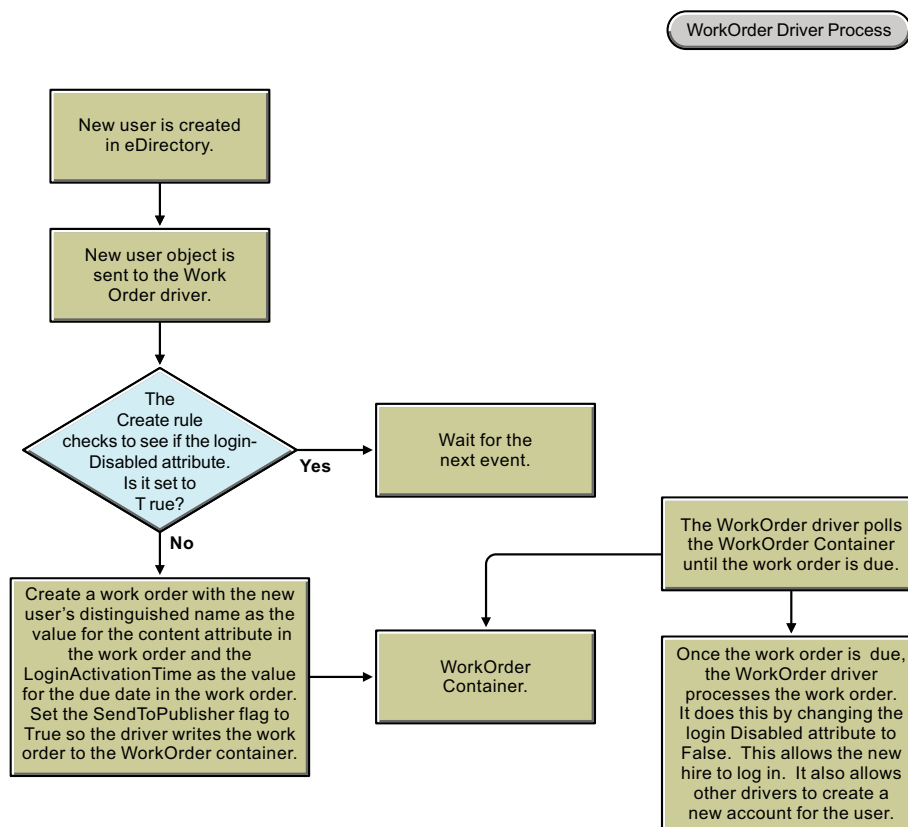 WorkOrder Driver Process
New user is created
in eDirectory.
New user object is
sent to the Work
Order driver.
The
Create rule
checks to see if the login-
Disabled attribute.
Is it set to
T rue?
Yes
Wait for the
next event.
No
Create a work order with the new
user's distinguished name as the
value for the content attribute in
the work order and the
LoginActivationTime as the value
for the due date in the work order.
Set the SendToPublisher flag to
True so the driver writes the work
order to the WorkOrder container.
WorkOrder
Container.
The WorkOrder driver polls
the WorkOrder Container
until the work order is due.
Once the work order is due,
the WorkOrder driver
processes the work order.
It does this by changing the
login Disabled attribute to
False. This allows the new
hire to log in. It also allows
other drivers to create a
new account for the user.